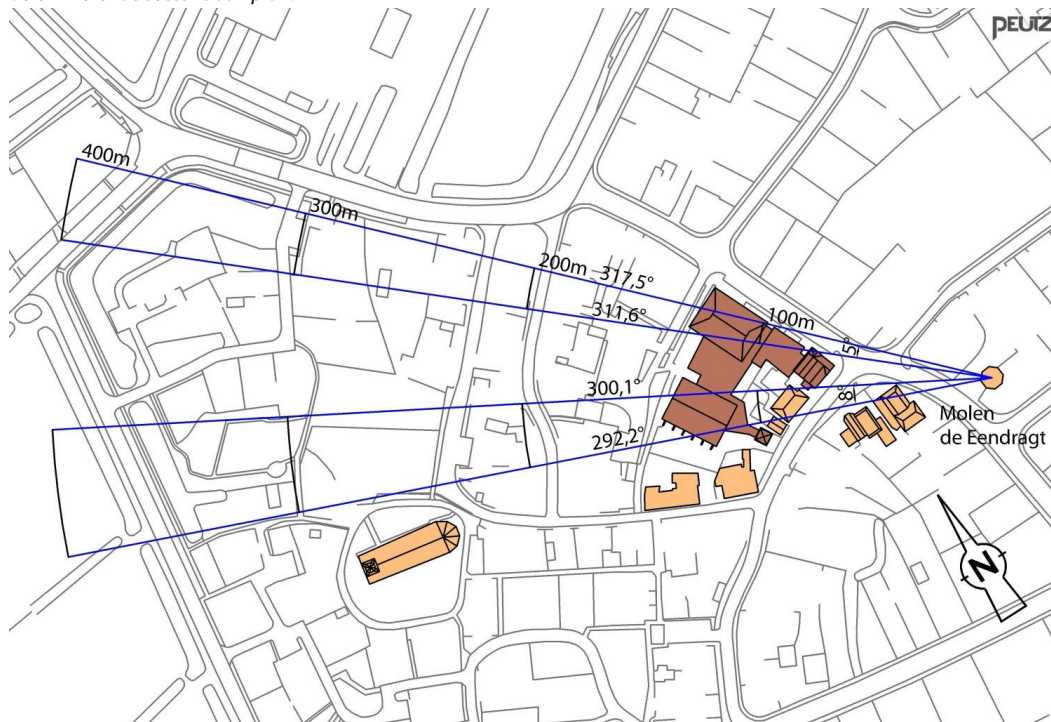 PEUTZ
400m
300m
200m
317,5°
311,6°
100m
5°
300,1°
8°
292,2°
Molen
de Eendragt
N